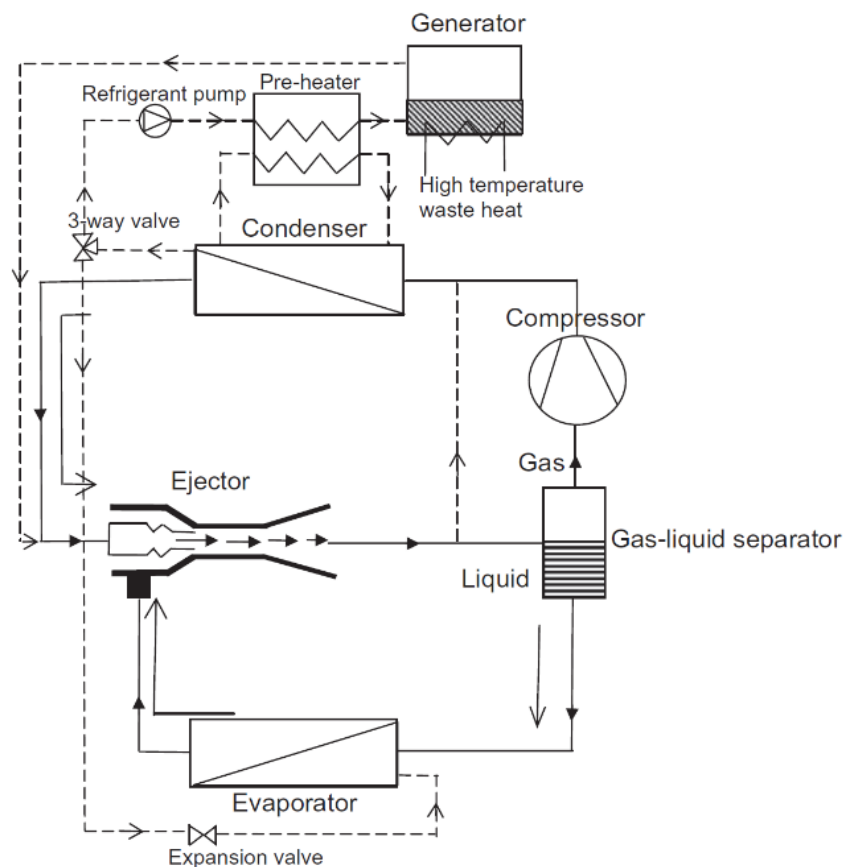 Generator
Pre-heater
Refrigerant pump
High temperature
waste heat
3-way valve
Condenser
Compressor
Gas
Ejector
Gas-liquid separator
Liquid
Evaporator
Expansion valve